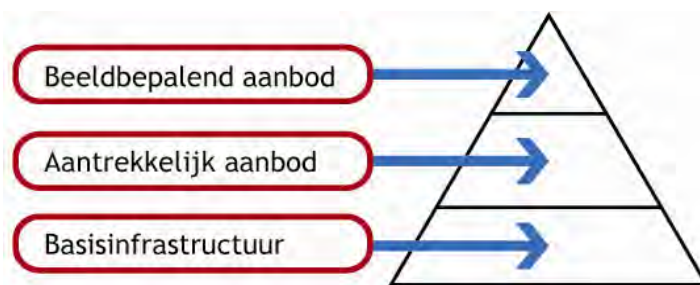 Beeldbepalend aanbod
Aantrekkelijk aanbod
Basisinfrastructuur